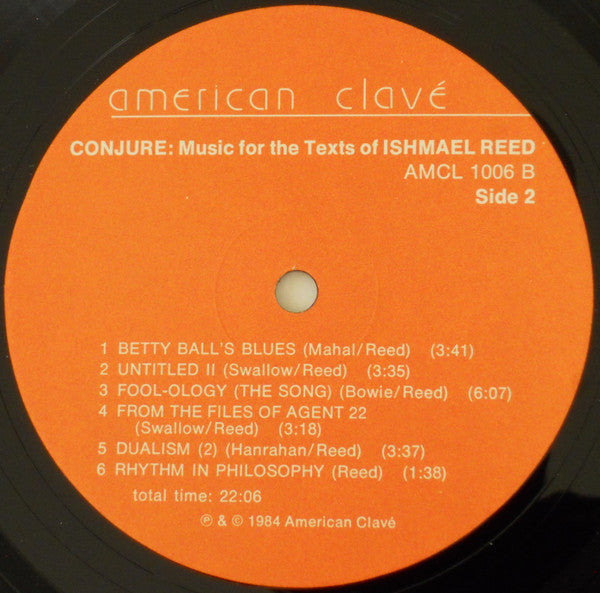 american clavé
CONJURE: Music for the Texts of ISHMAEL REED
AMCL 1006 B
Side 2
1 BETTY BALL'S BLUES (Mahal/Reed) (3:41)
2 UNTITLED II (Swallow/Reed) (3:35)
3 FOOL-OLOGY (THE SONG) (Bowie/Reed) (6:07)
4 FROM THE FILES OF AGENT 22
(Swallow/Reed) (3:18)
5 DUALISM (2) (Hanrahan/Reed) (3:37)
6 RHYTHM IN PHILOSOPHY (Reed) (1:38)
total time: 22:06
℗ & © 1984 American Clavé